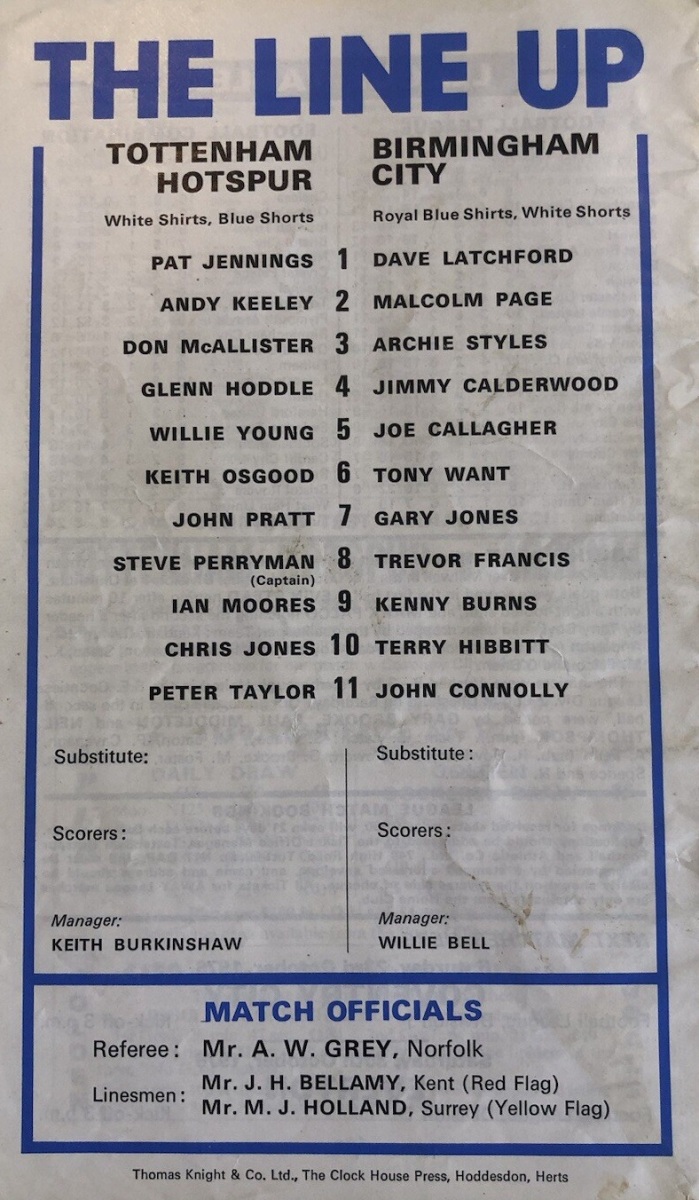 THE LINE UP
TOTTENHAM HOTSPUR
BIRMINGHAM CITY
White Shirts, Blue Shorts
Royal Blue Shirts, White Shorts
PAT JENNINGS 1 DAVE LATCHFORD
ANDY KEELEY 2 MALCOLM PAGE
DON McALLISTER 3 ARCHIE STYLES
GLENN HODDLE 4 JIMMY CALDERWOOD
WILLIE YOUNG 5 JOE CALLAGHER
KEITH OSGOOD 6 TONY WANT
JOHN PRATT 7 GARY JONES
STEVE PERRYMAN 8 TREVOR FRANCIS
(Captain)
IAN MOORES 9 KENNY BURNS
CHRIS JONES 10 TERRY HIBBITT
PETER TAYLOR 11 JOHN CONNOLLY
Substitute: Substitute:
Scorers: Scorers:
Manager: Manager:
KEITH BURKINSHAW WILLIE BELL
MATCH OFFICIALS
Referee: Mr. A. W. GREY, Norfolk
Linesmen: Mr. J. H. BELLAMY, Kent (Red Flag)
Mr. M. J. HOLLAND, Surrey (Yellow Flag)
Thomas Knight & Co. Ltd., The Clock House Press, Hoddesdon, Herts